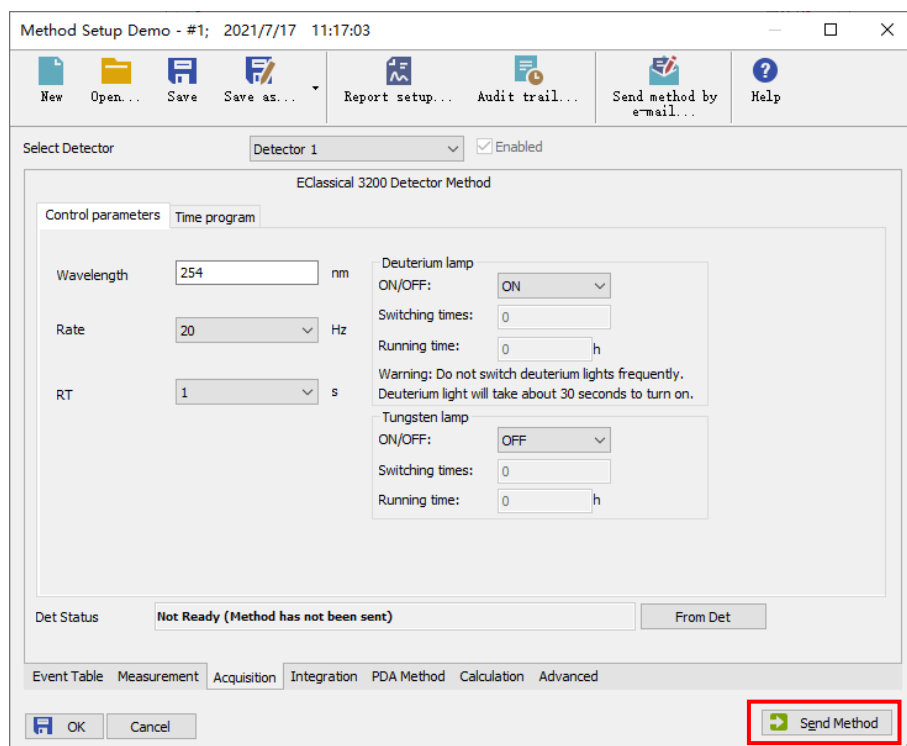 Method Setup Demo - #1; 2021/7/17 11:17:03
New Open... Save Save as... Report setup... Audit trail... Send method by e-mail... Help
Select Detector Detector 1 Enabled
EClassical 3200 Detector Method
Control parameters Time program
Wavelength 254 nm
Rate 20 Hz
RT 1 s
Deuterium lamp
ON/OFF: ON
Switching times: 0
Running time: 0 h
Warning: Do not switch deuterium lights frequently.
Deuterium light will take about 30 seconds to turn on.
Tungsten lamp
ON/OFF: OFF
Switching times: 0
Running time: 0 h
Det Status Not Ready (Method has not been sent) From Det
Event Table Measurement Acquisition Integration PDA Method Calculation Advanced
OK Cancel Send Method